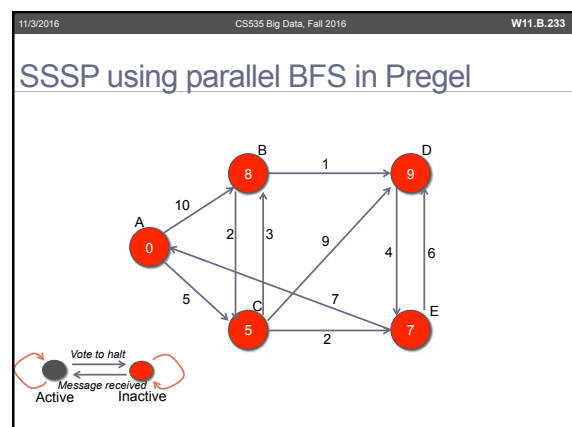 11/3/2016 CS535 Big Data, Fall 2016 W11.B.233
SSSP using parallel BFS in Pregel
B D
8 1 9
10
A
0 2 3 9 4 6
5 C 7 E
5 2 7
Vote to halt
Message received
Active Inactive